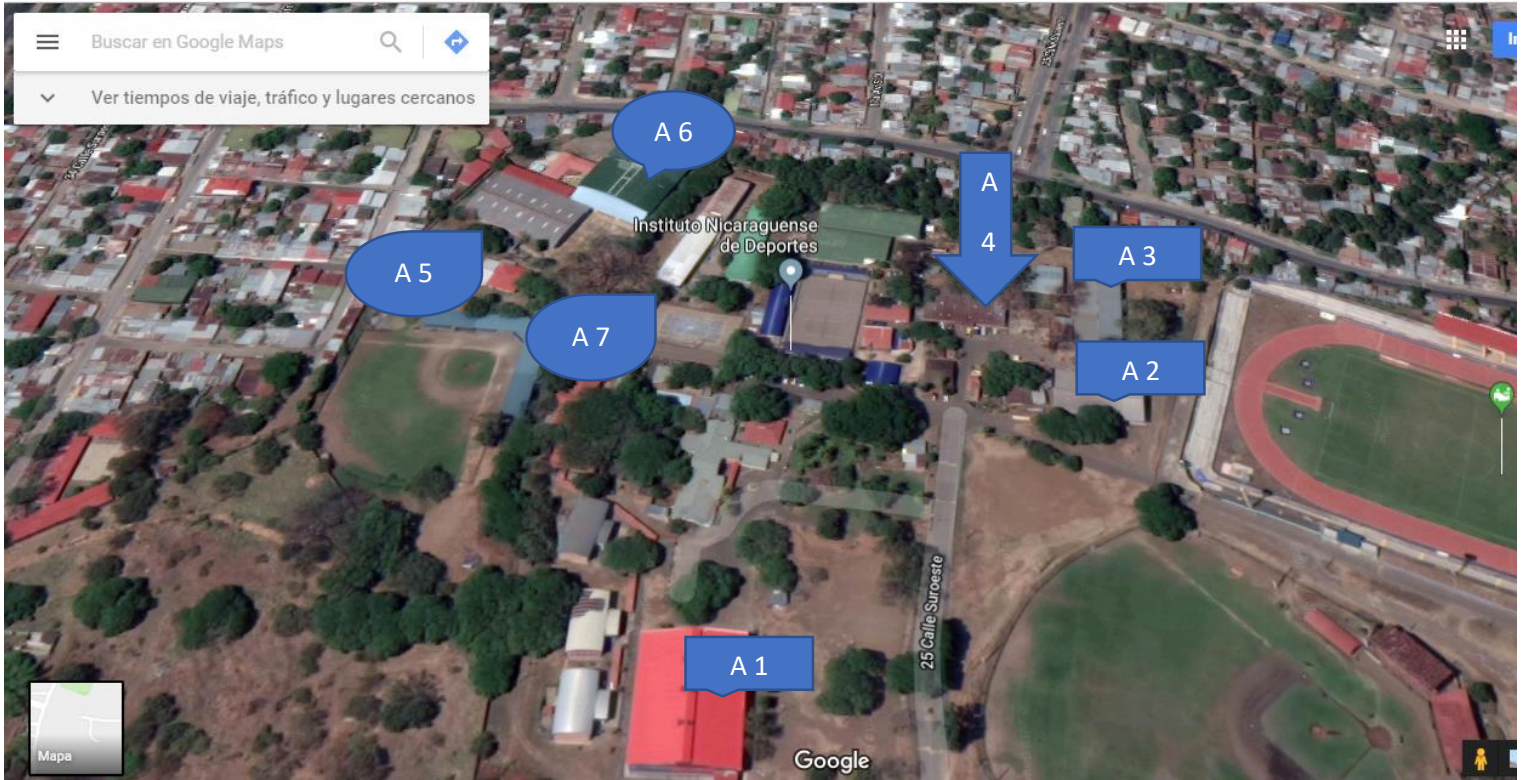 Buscar en Google Maps
Ver tiempos de viaje, tráfico y lugares cercanos
A 6
A
4
Instituto Nicaraguense
de Deportes
A 5
A 3
A 7
A 2
25 Calle Suroeste
A 1
Mapa
Google